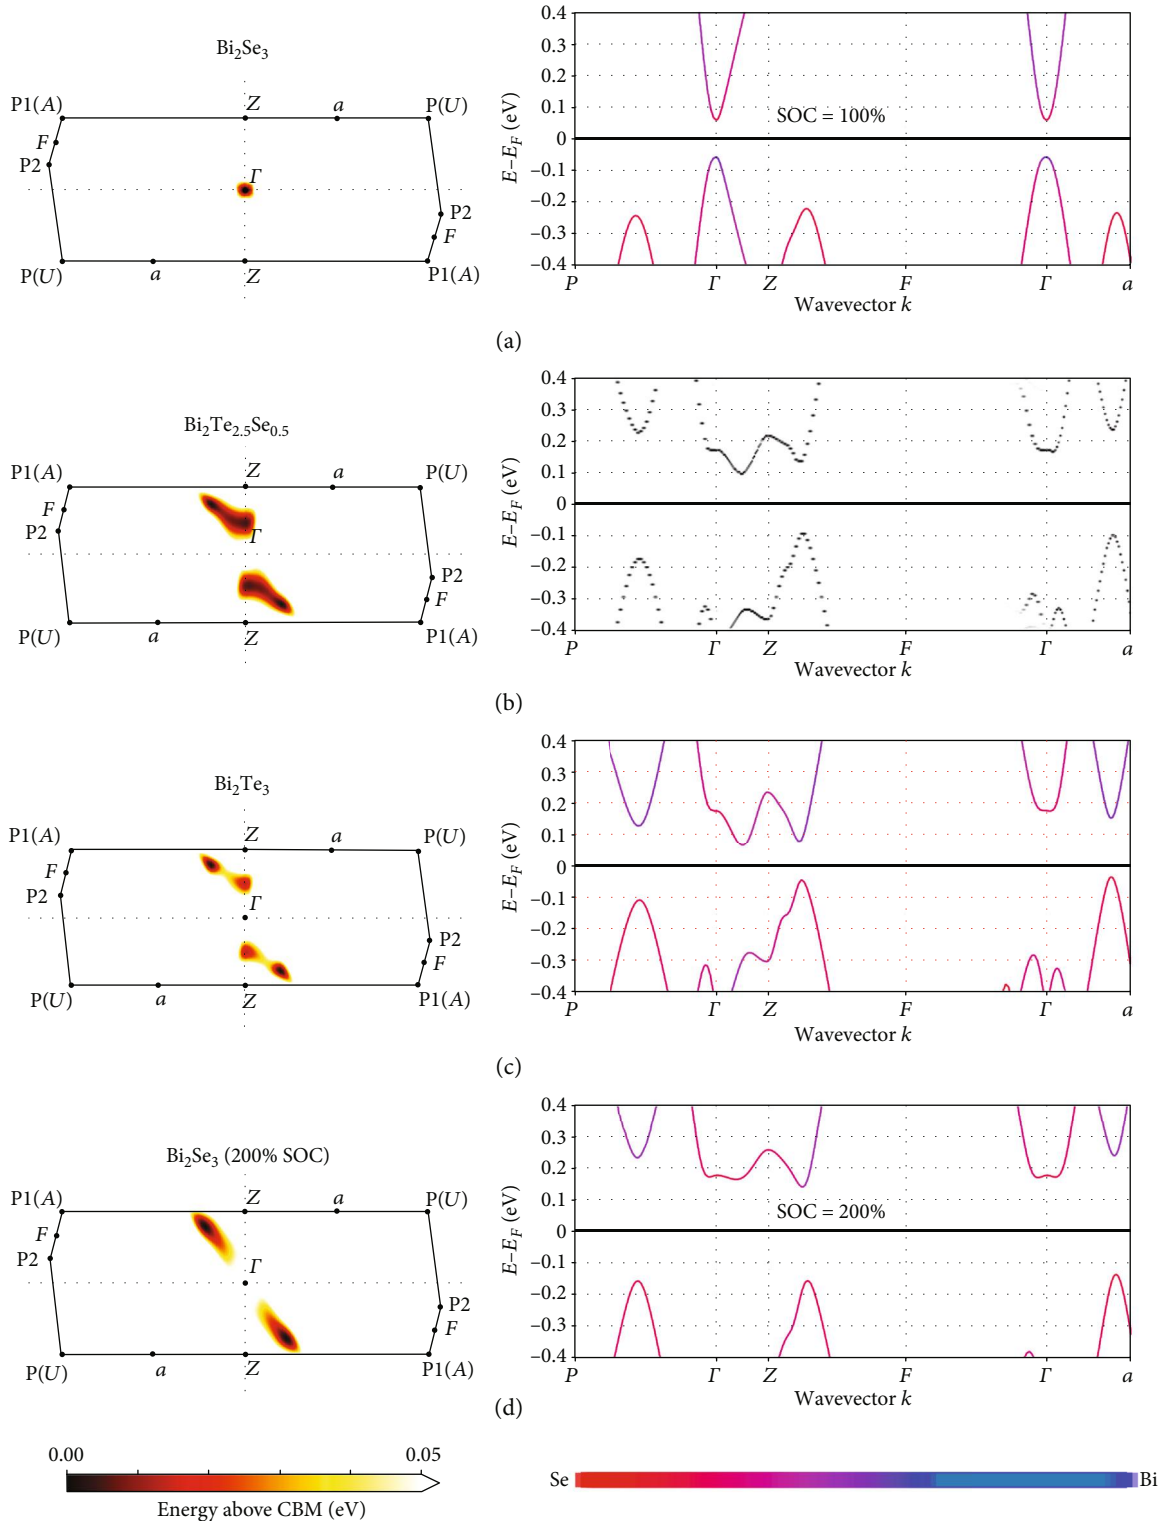 Bi₂Se₃
P1(A)
Z
a
P(U)
F
P2
Γ
P2
F
P(U)
a
Z
P1(A)
0.4
0.3
0.2
0.1
0
−0.1
−0.2
−0.3
−0.4
E–E_F (eV)
SOC = 100%
P
Γ
Z
F
Γ
a
Wavevector k
(a)
Bi₂Te₂.₅Se₀.₅
P1(A)
Z
a
P(U)
F
P2
Γ
P2
F
P(U)
a
Z
P1(A)
0.4
0.3
0.2
0.1
0
−0.1
−0.2
−0.3
−0.4
E–E_F (eV)
P
Γ
Z
F
Γ
a
Wavevector k
(b)
Bi₂Te₃
P1(A)
Z
a
P(U)
F
P2
Γ
P2
F
P(U)
a
Z
P1(A)
0.4
0.3
0.2
0.1
0
−0.1
−0.2
−0.3
−0.4
E–E_F (eV)
P
Γ
Z
F
Γ
a
Wavevector k
(c)
Bi₂Se₃ (200% SOC)
P1(A)
Z
a
P(U)
F
P2
Γ
P2
F
P(U)
a
Z
P1(A)
0.4
0.3
0.2
0.1
0
−0.1
−0.2
−0.3
−0.4
E–E_F (eV)
SOC = 200%
P
Γ
Z
F
Γ
a
Wavevector k
(d)
0.00
0.05
Energy above CBM (eV)
Se
Bi